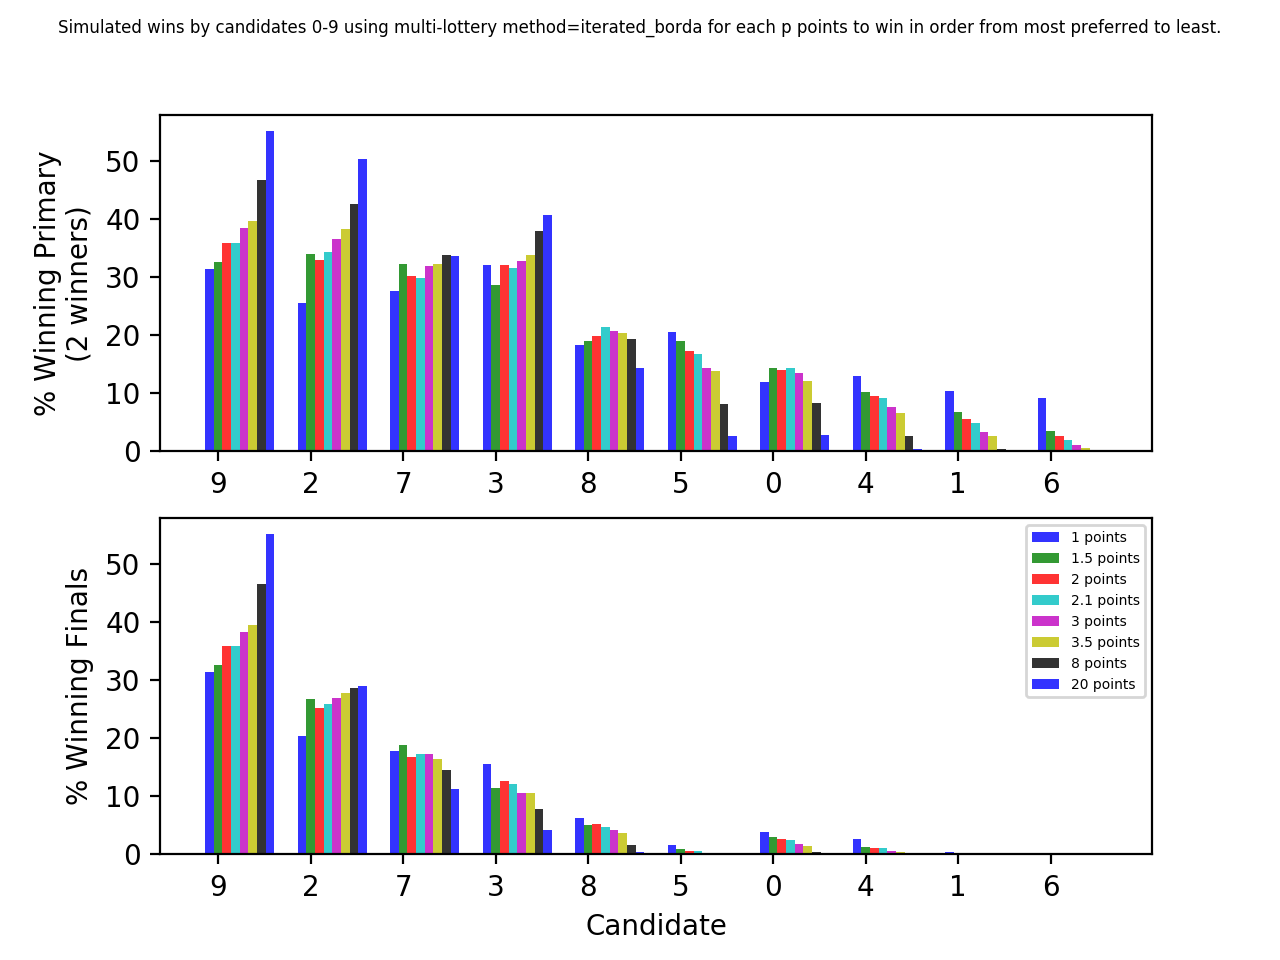 Simulated wins by candidates 0-9 using multi-lottery method=iterated_borda for each p points to win in order from most preferred to least.
% Winning Primary
(2 winners)
50
40
30
20
10
0
9 2 7 3 8 5 0 4 1 6
% Winning Finals
50
40
30
20
10
0
1 points
1.5 points
2 points
2.1 points
3 points
3.5 points
8 points
20 points
9 2 7 3 8 5 0 4 1 6
Candidate